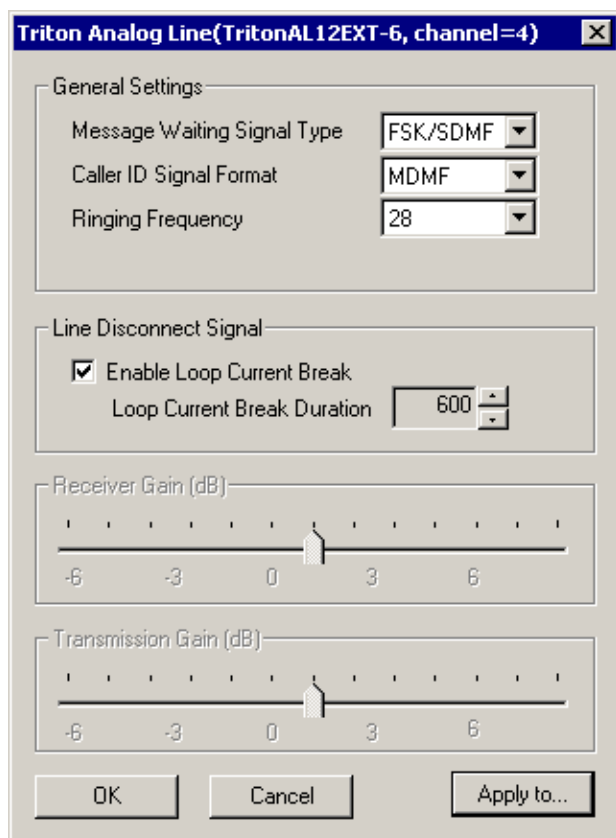 Triton Analog Line(TritonAL12EXT-6, channel=4)
General Settings
Message Waiting Signal Type FSK/SDMF
Caller ID Signal Format MDMF
Ringing Frequency 28
Line Disconnect Signal
Enable Loop Current Break
Loop Current Break Duration 600
Receiver Gain (dB)
-6 -3 0 3 6
Transmission Gain (dB)
-6 -3 0 3 6
OK Cancel Apply to...